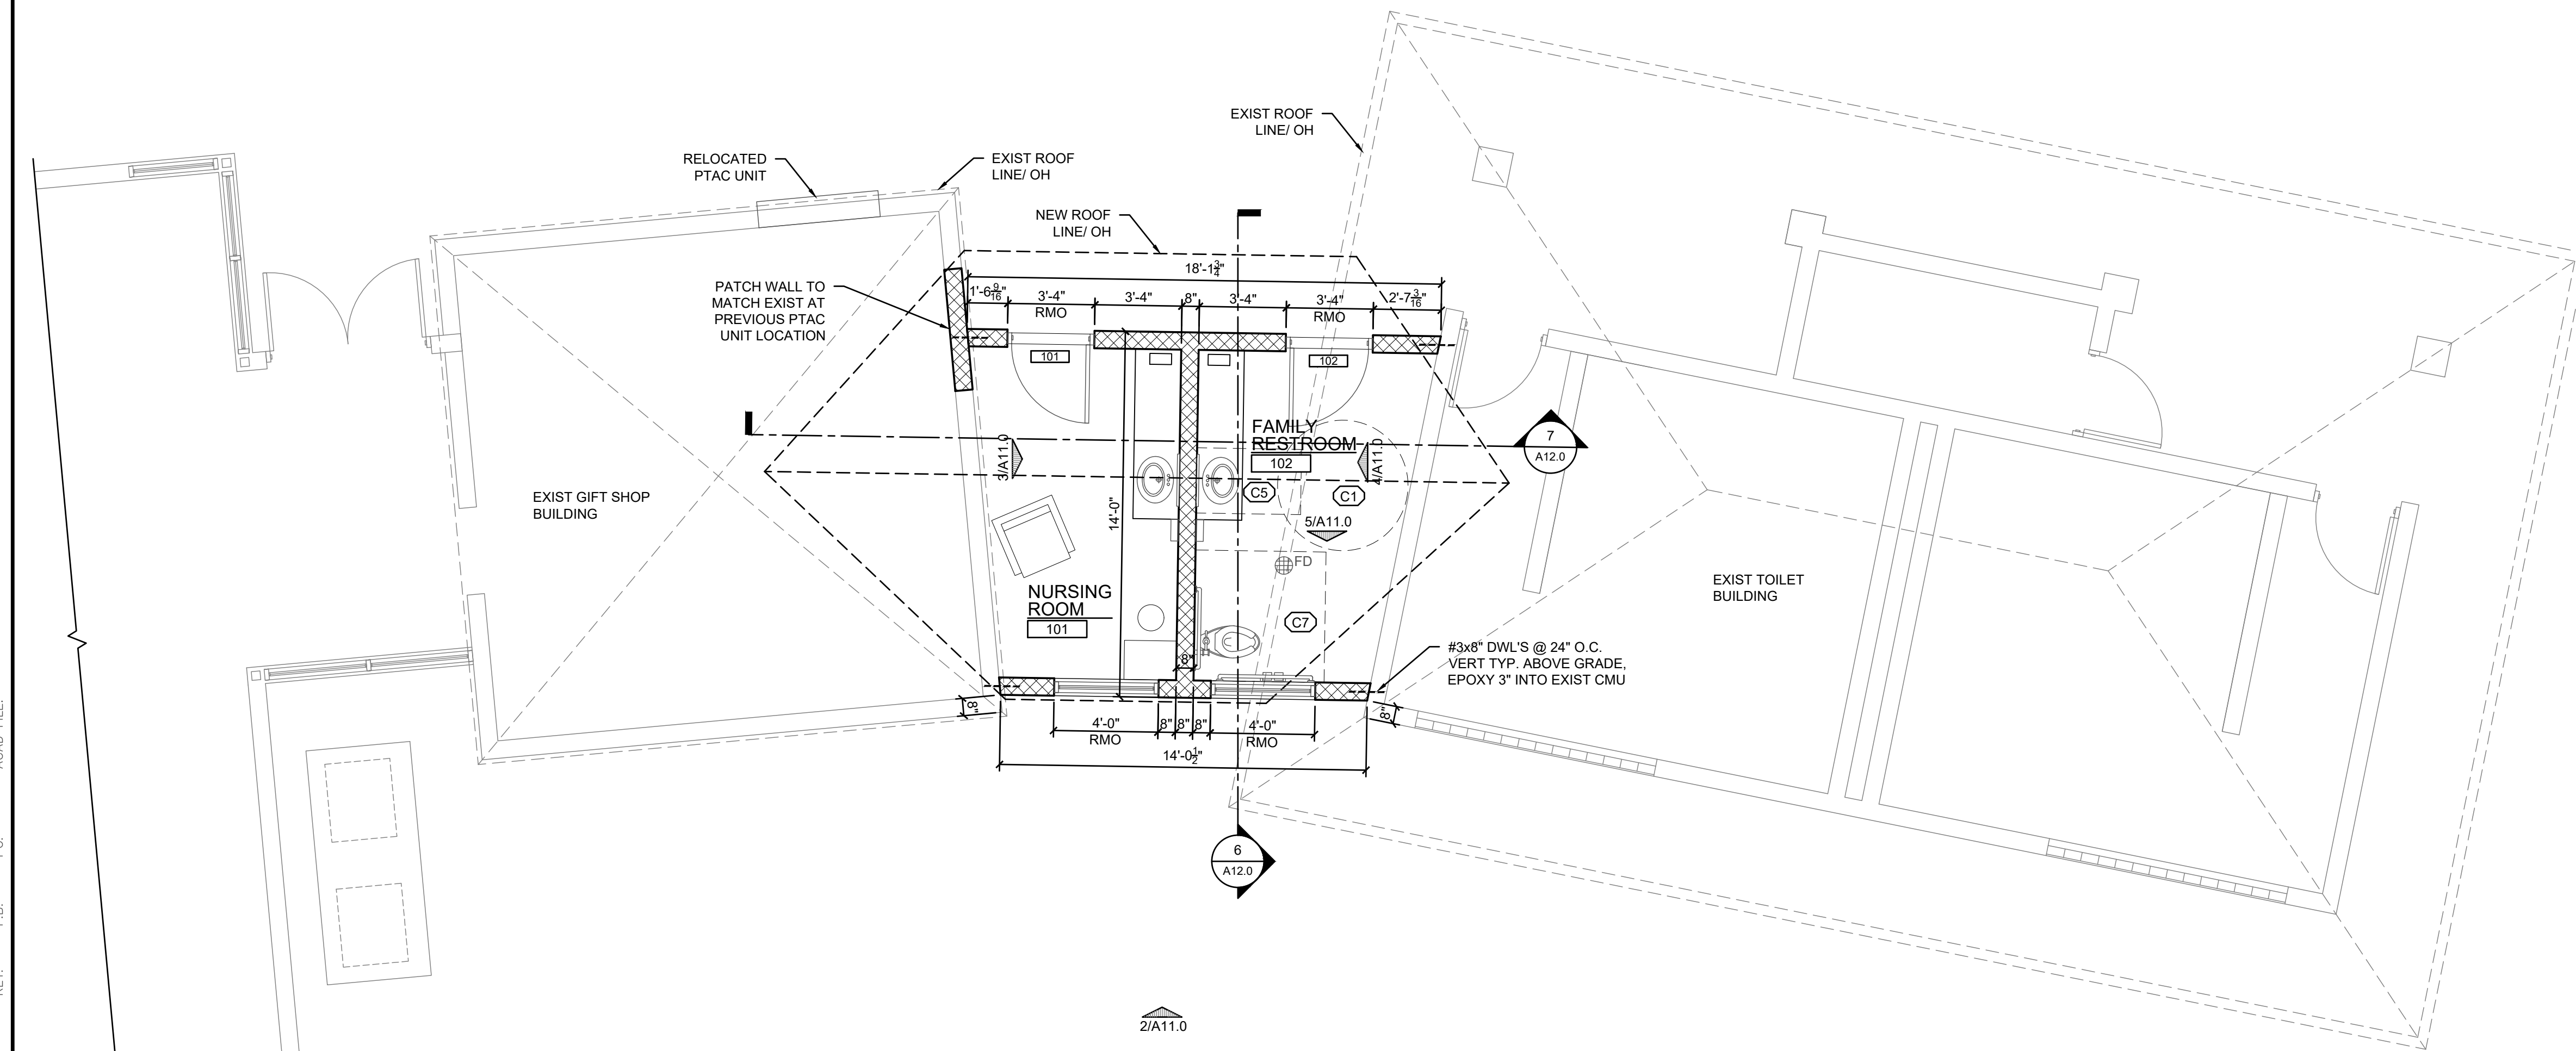 EXIST ROOF
LINE/ OH
RELOCATED
PTAC UNIT
EXIST ROOF
LINE/ OH
NEW ROOF
LINE/ OH
18'-1 3/4"
PATCH WALL TO
MATCH EXIST AT
PREVIOUS PTAC
UNIT LOCATION
1'-6 9/16"
3'-4"
RMO
3'-4"
8"
3'-4"
3'-4"
RMO
2'-7 3/16"
101
102
FAMILY
RESTROOM
102
3/A11.0
4/A11.0
7
A12.0
EXIST GIFT SHOP
BUILDING
14'-0"
C5
C1
5/A11.0
FD
NURSING
ROOM
101
C7
EXIST TOILET
BUILDING
8"
#3x8" DWL'S @ 24" O.C.
VERT TYP. ABOVE GRADE,
EPOXY 3" INTO EXIST CMU
8"
8"
4'-0"
RMO
8"
8"
8"
4'-0"
RMO
14'-0 1/2"
6
A12.0
2/A11.0